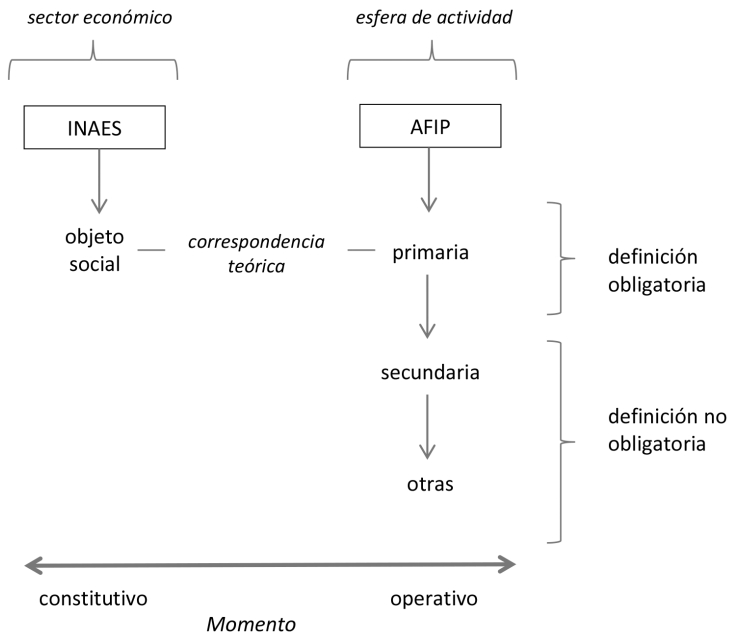 sector económico
esfera de actividad
INAES
AFIP
objeto
social
correspondencia
teórica
primaria
definición
obligatoria
secundaria
definición no
obligatoria
otras
constitutivo
operativo
Momento